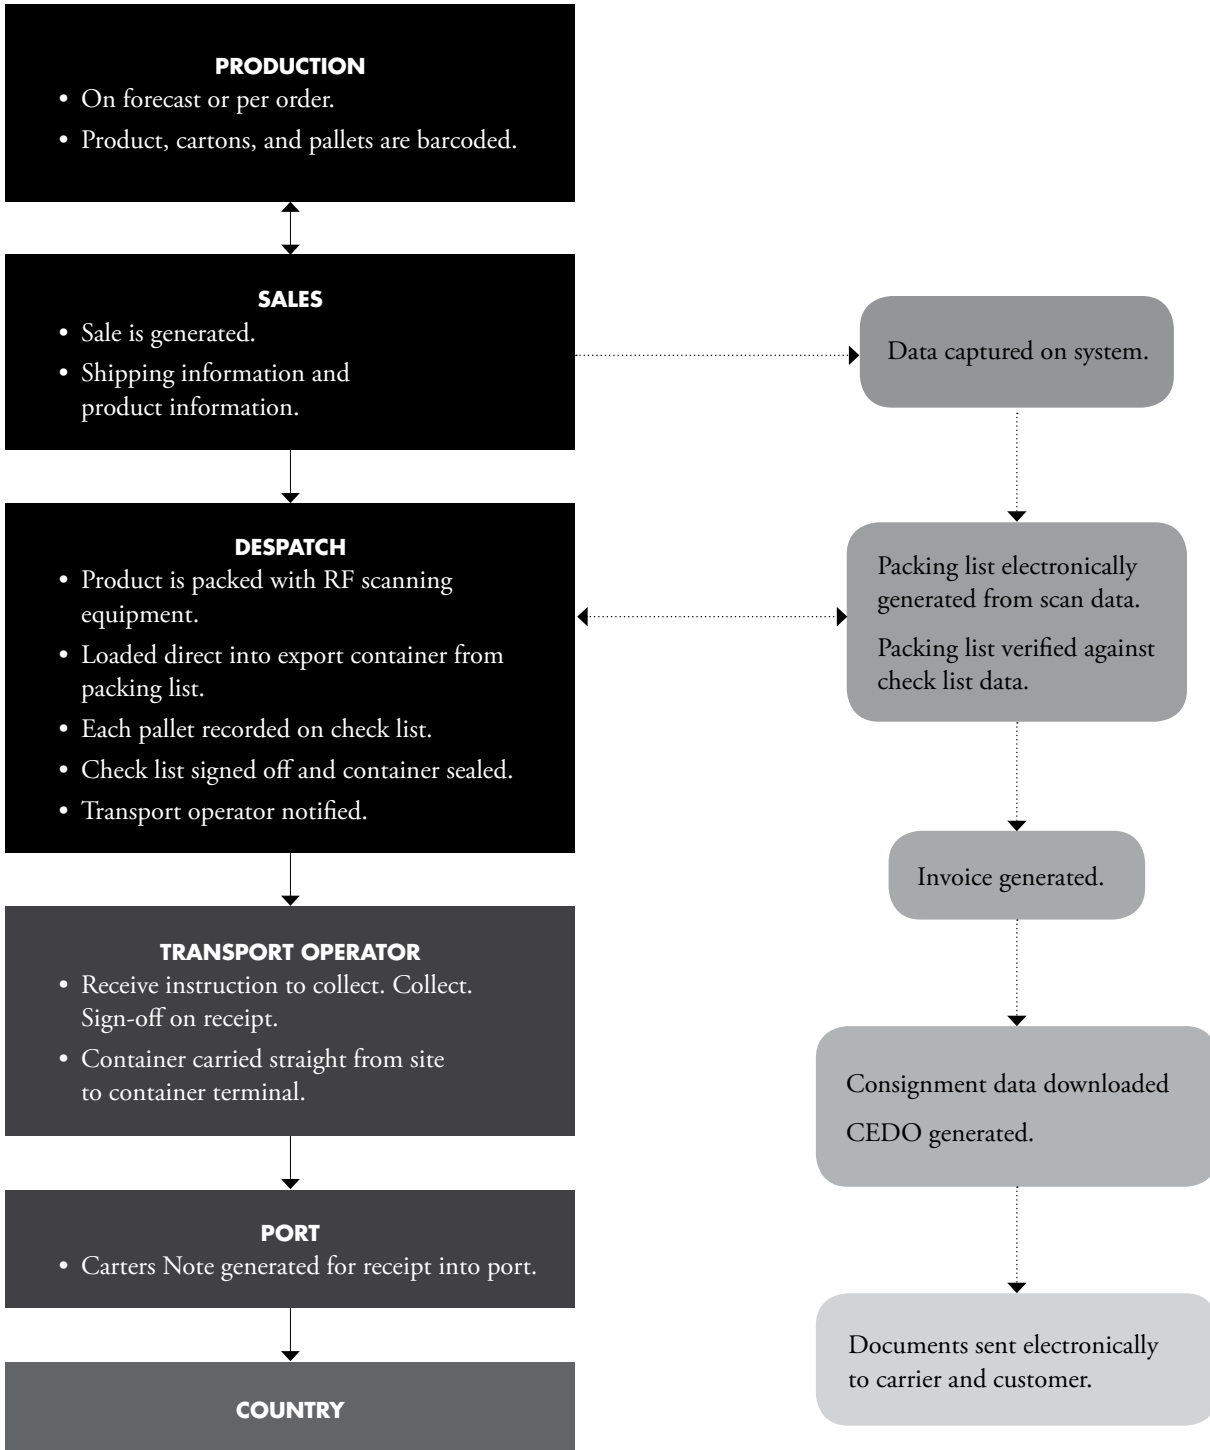 PRODUCTION
• On forecast or per order.
• Product, cartons, and pallets are barcoded.
SALES
• Sale is generated.
• Shipping information and
product information.
Data captured on system.
DESPATCH
• Product is packed with RF scanning
equipment.
• Loaded direct into export container from
packing list.
• Each pallet recorded on check list.
• Check list signed off and container sealed.
• Transport operator notified.
Packing list electronically
generated from scan data.
Packing list verified against
check list data.
Invoice generated.
TRANSPORT OPERATOR
• Receive instruction to collect. Collect.
Sign-off on receipt.
• Container carried straight from site
to container terminal.
Consignment data downloaded
CEDO generated.
PORT
• Carters Note generated for receipt into port.
Documents sent electronically
to carrier and customer.
COUNTRY